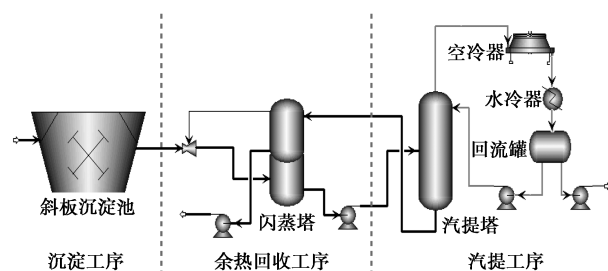 空冷器
水冷器
回流罐
斜板沉淀池
闪蒸塔
汽提塔
沉淀工序
余热回收工序
汽提工序